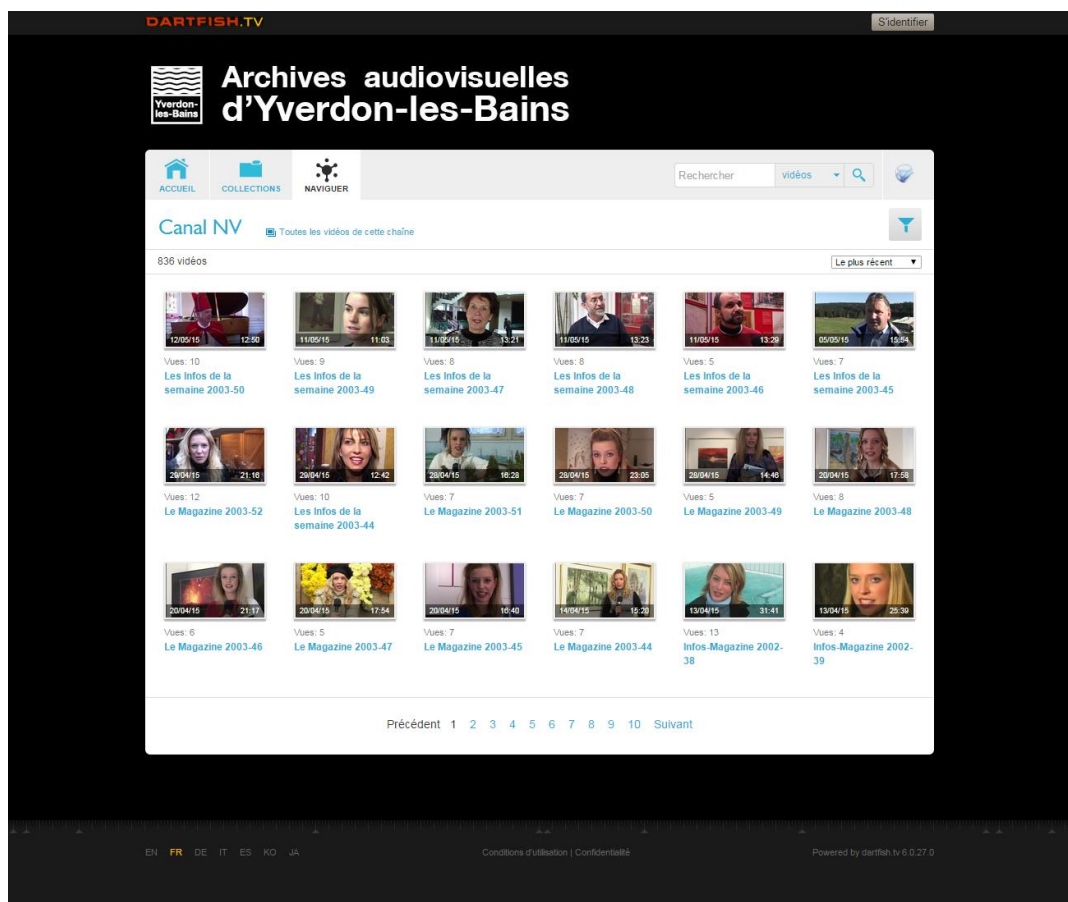 DARTFISH.TV
S'identifier
Yverdon-
les-Bains
Archives audiovisuelles
d'Yverdon-les-Bains
ACCUEIL
COLLECTIONS
NAVIGUER
Rechercher
vidéos
Canal NV
Toutes les vidéos de cette chaîne
836 vidéos
Le plus récent
12/05/15 12:50
11/05/15 11:03
11/05/15 13:21
11/05/15 13:23
11/05/15 13:29
05/05/15 15:54
Vues: 10
Vues: 9
Vues: 8
Vues: 8
Vues: 5
Vues: 7
Les Infos de la
semaine 2003-50
Les Infos de la
semaine 2003-49
Les Infos de la
semaine 2003-47
Les Infos de la
semaine 2003-48
Les Infos de la
semaine 2003-46
Les Infos de la
semaine 2003-45
29/04/15 21:16
29/04/15 12:42
28/04/15 16:28
28/04/15 23:05
28/04/15 14:46
20/04/15 17:58
Vues: 12
Vues: 10
Vues: 7
Vues: 7
Vues: 5
Vues: 8
Le Magazine 2003-52
Les Infos de la
semaine 2003-44
Le Magazine 2003-51
Le Magazine 2003-50
Le Magazine 2003-49
Le Magazine 2003-48
20/04/15 21:17
20/04/15 17:54
20/04/15 16:40
14/04/15 15:20
13/04/15 31:41
13/04/15 25:39
Vues: 6
Vues: 5
Vues: 7
Vues: 7
Vues: 13
Vues: 4
Le Magazine 2003-46
Le Magazine 2003-47
Le Magazine 2003-45
Le Magazine 2003-44
Infos-Magazine 2002-
38
Infos-Magazine 2002-
39
Précédent 1 2 3 4 5 6 7 8 9 10 Suivant
EN FR DE IT ES KO JA
Conditions d'utilisation | Confidentialité
Powered by dartfish.tv 6.0.27.0